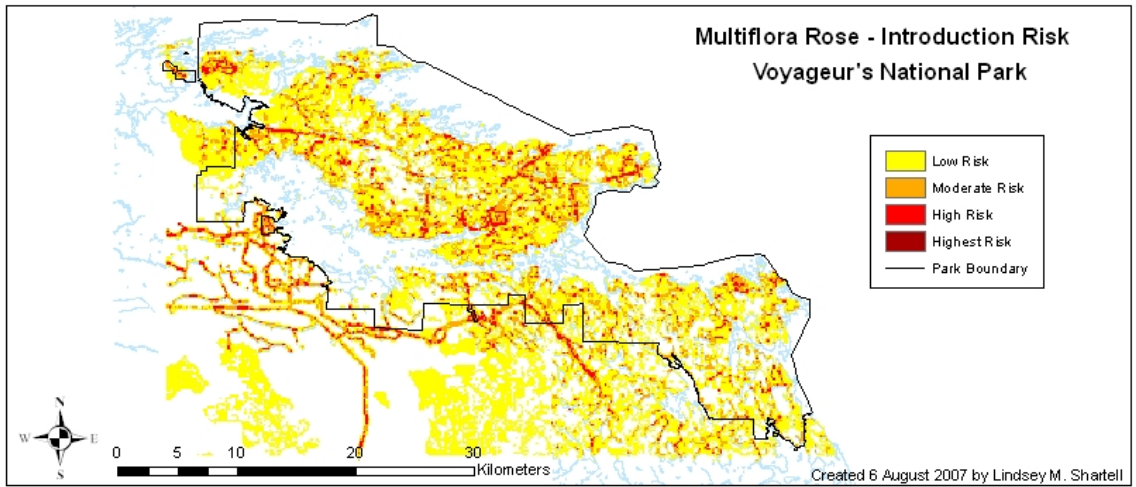 Multiflora Rose - Introduction Risk
Voyageur's National Park
Low Risk
Moderate Risk
High Risk
Highest Risk
Park Boundary
N
W E
S
0 5 10 20 30
Kilometers
Created 6 August 2007 by Lindsey M. Shartell